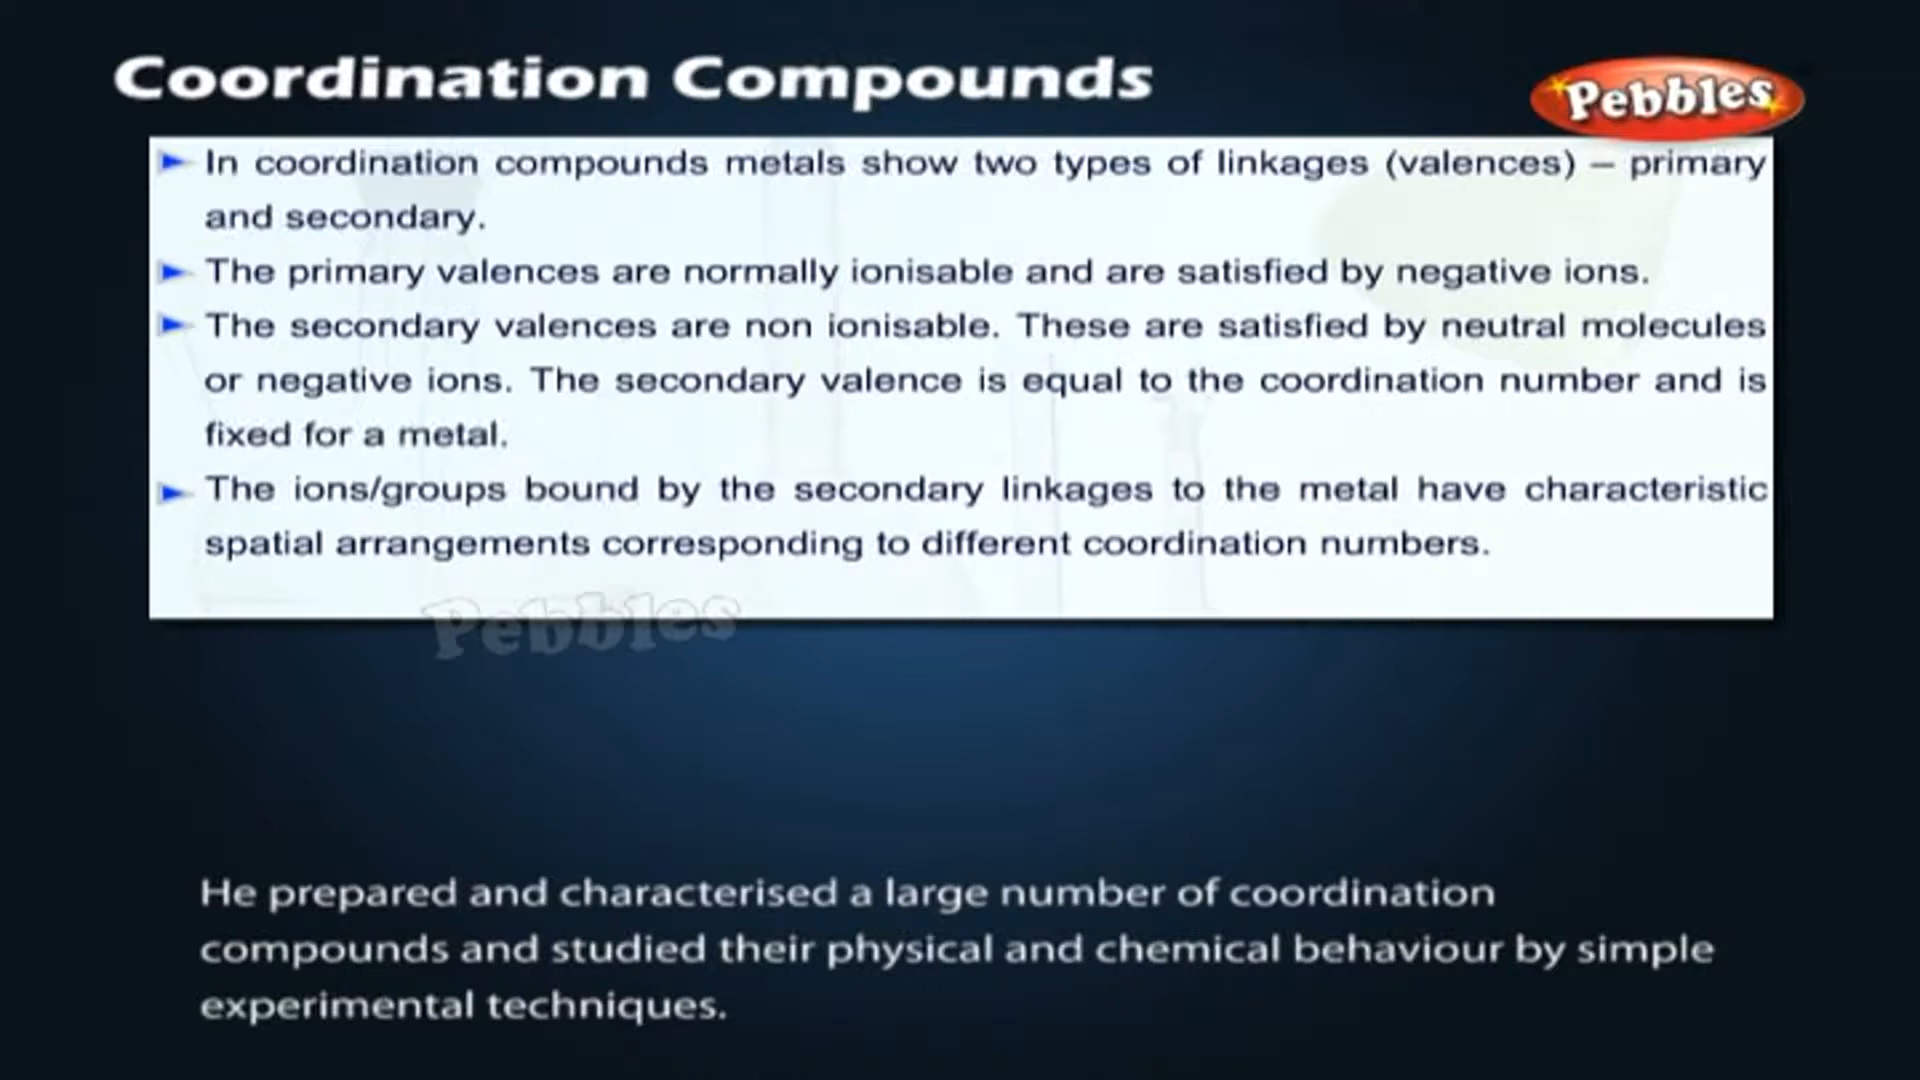 Coordination Compounds
Pebbles
► In coordination compounds metals show two types of linkages (valences) – primary
and secondary.
► The primary valences are normally ionisable and are satisfied by negative ions.
► The secondary valences are non ionisable. These are satisfied by neutral molecules
or negative ions. The secondary valence is equal to the coordination number and is
fixed for a metal.
► The ions/groups bound by the secondary linkages to the metal have characteristic
spatial arrangements corresponding to different coordination numbers.
Pebbles
He prepared and characterised a large number of coordination
compounds and studied their physical and chemical behaviour by simple
experimental techniques.